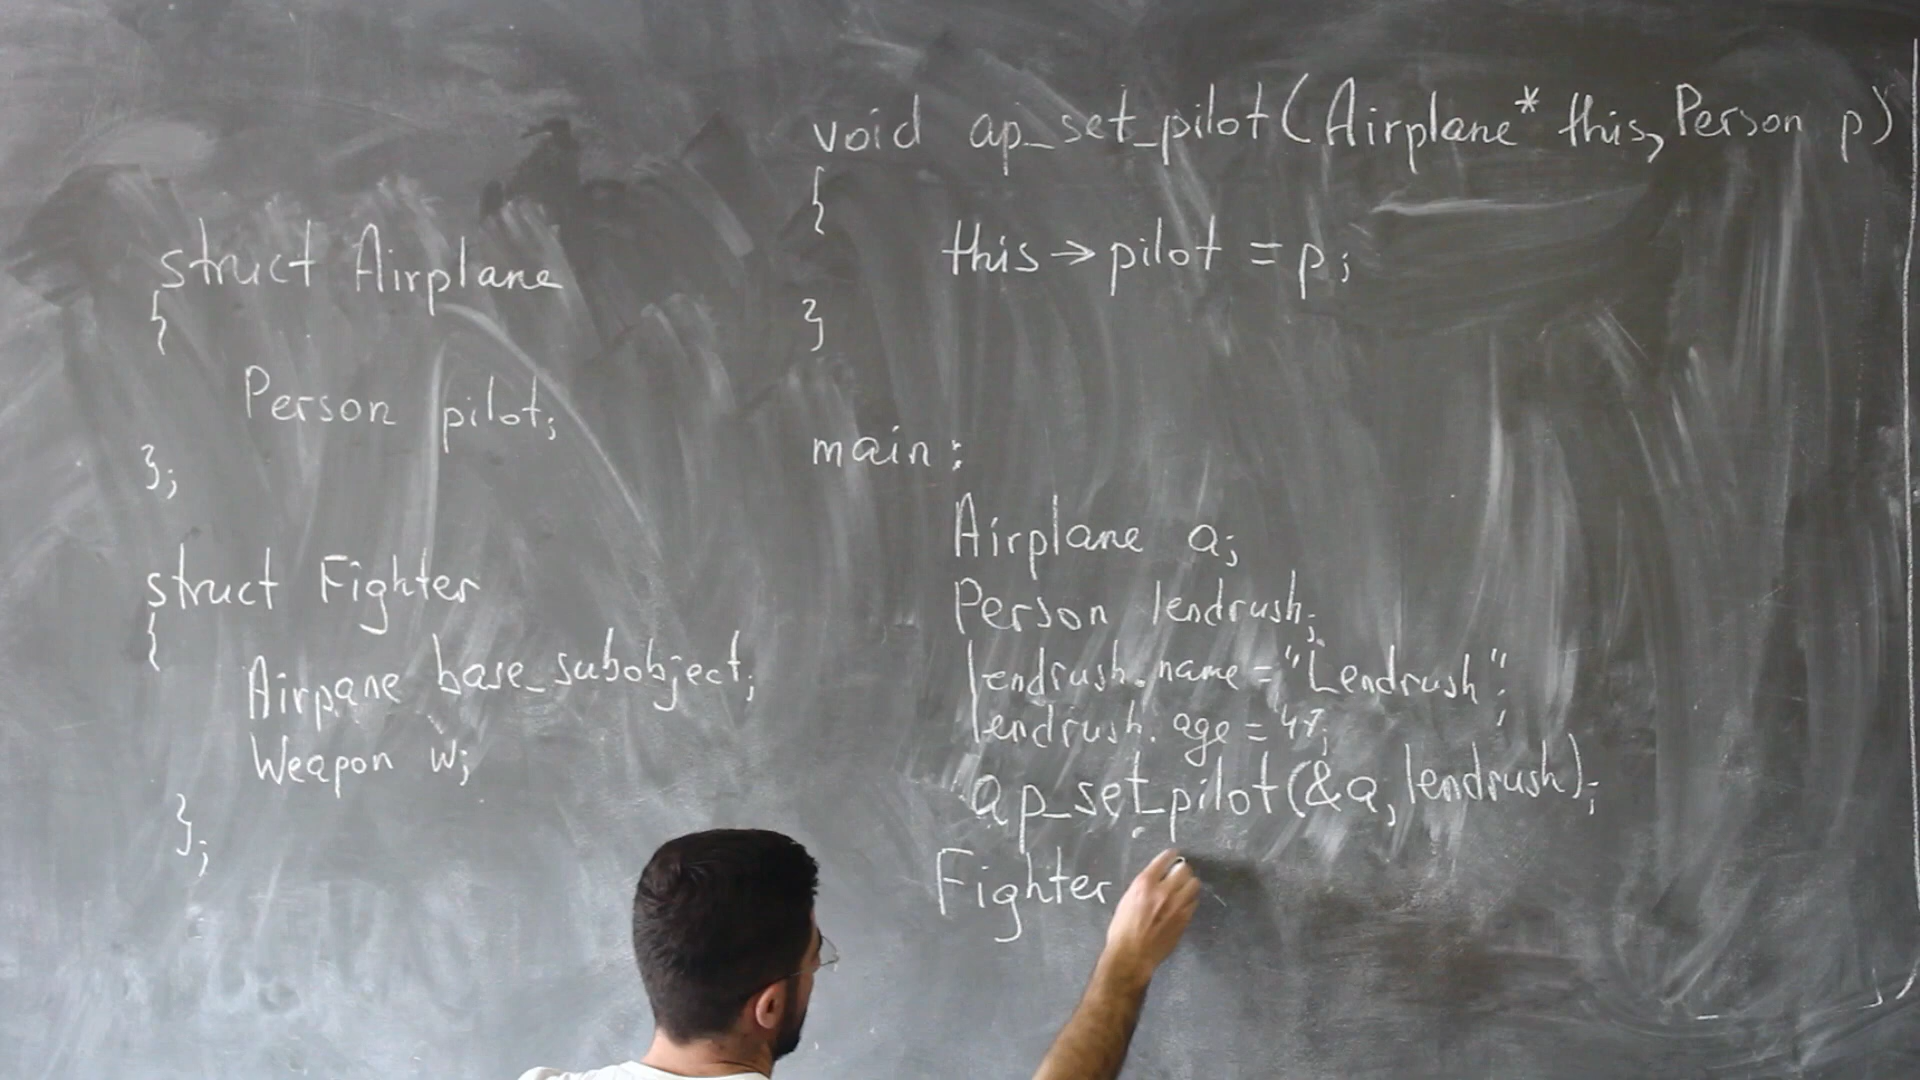 struct Airplane
{
Person pilot;
};
struct Fighter
{
Airpane base_subobject;
Weapon w;
};
void ap_set_pilot(Airplane* this, Person p)
{
this→pilot = p;
}
main:
Airplane a;
Person lendrush;
lendrush.name = "Lendrush";
lendrush.age = 47;
ap_set_pilot(&a, lendrush);
Fighter